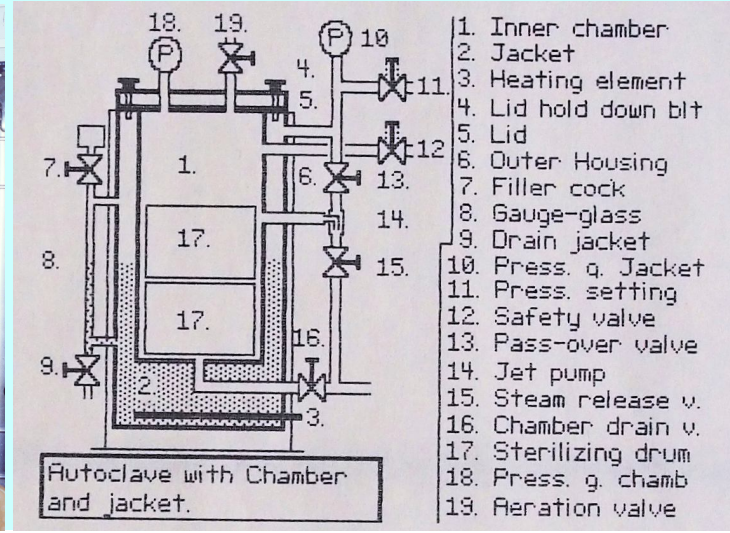 18. 19.
P
P 10
4.
11.
5.
12
7.
1.
6.
13.
14.
17.
8.
15.
17.
16.
9.
2.
3.
Autoclave with Chamber
and jacket.
1. Inner chamber
2. Jacket
3. Heating element
4. Lid hold down blt
5. Lid
6. Outer Housing
7. Filler cock
8. Gauge-glass
9. Drain jacket
10. Press. g. Jacket
11. Press. setting
12. Safety valve
13. Pass-over valve
14. Jet pump
15. Steam release v.
16. Chamber drain v.
17. Sterilizing drum
18. Press. g. chamb
19. Aeration valve